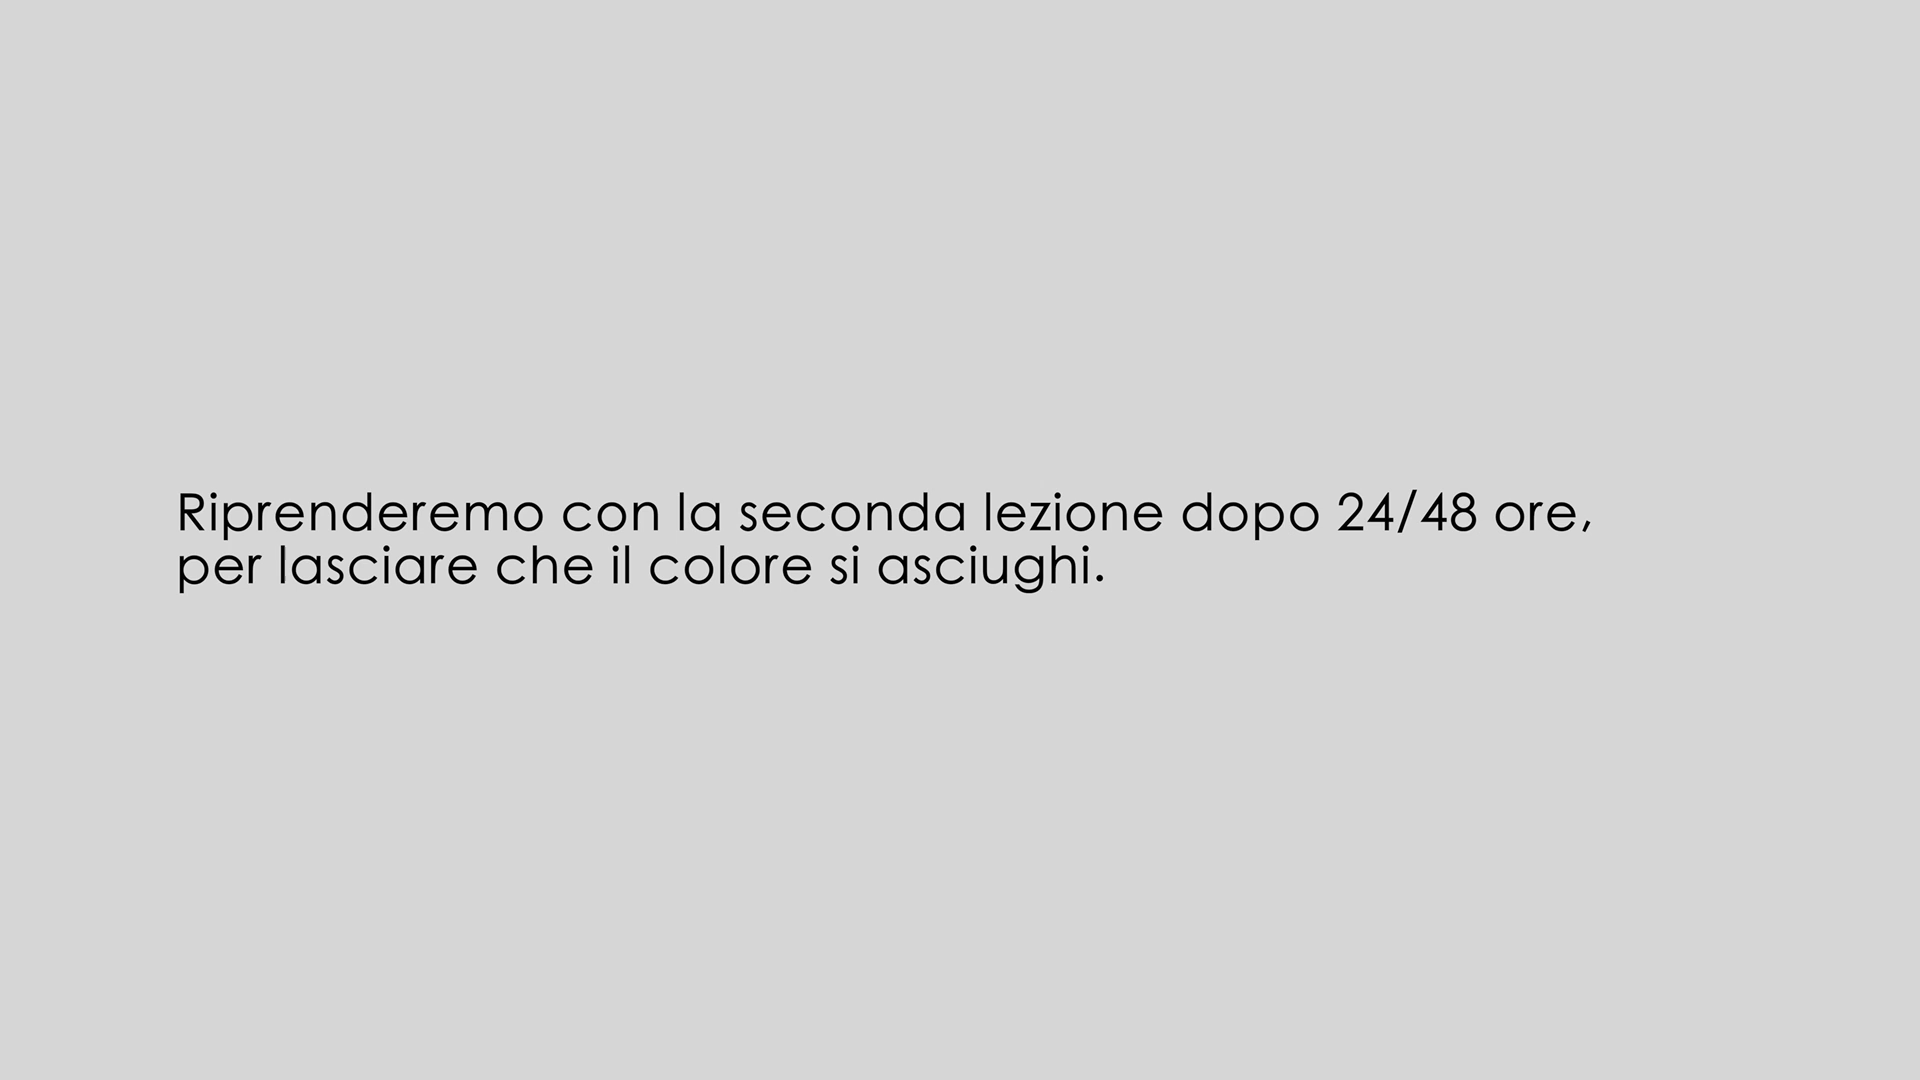 Riprenderemo con la seconda lezione dopo 24/48 ore,
per lasciare che il colore si asciughi.